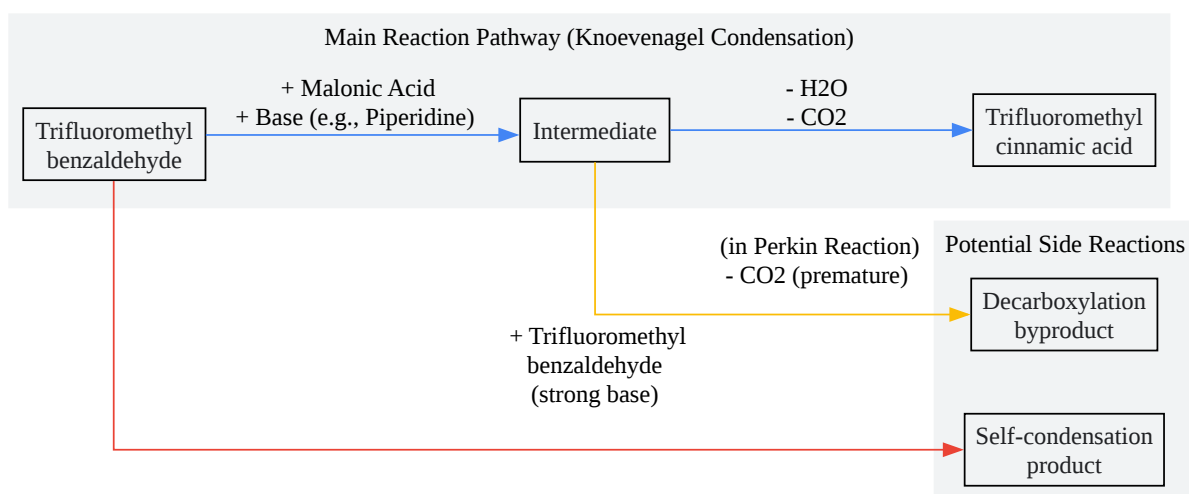 Main Reaction Pathway (Knoevenagel Condensation)
Trifluoromethyl
benzaldehyde
+ Malonic Acid
+ Base (e.g., Piperidine)
Intermediate
- H2O
- CO2
Trifluoromethyl
cinnamic acid
(in Perkin Reaction)
- CO2 (premature)
Potential Side Reactions
Decarboxylation
byproduct
+ Trifluoromethyl
benzaldehyde
(strong base)
Self-condensation
product